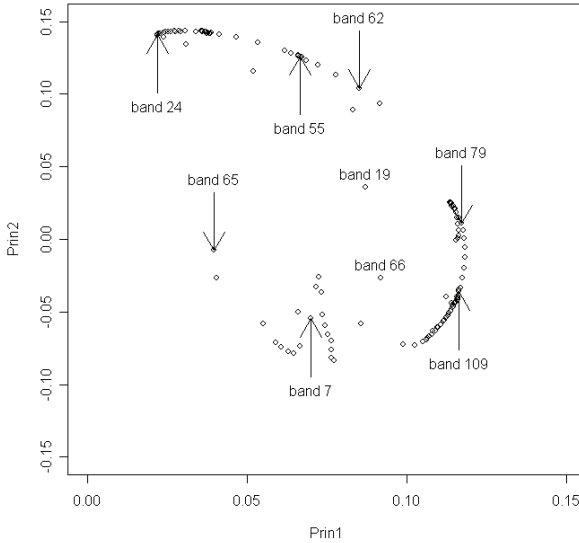 0.15
band 62
0.10
band 24
band 55
band 79
0.05
band 65
band 19
Prin2
0.00
band 66
-0.05
band 109
band 7
-0.10
-0.15
0.00 0.05 0.10 0.15
Prin1